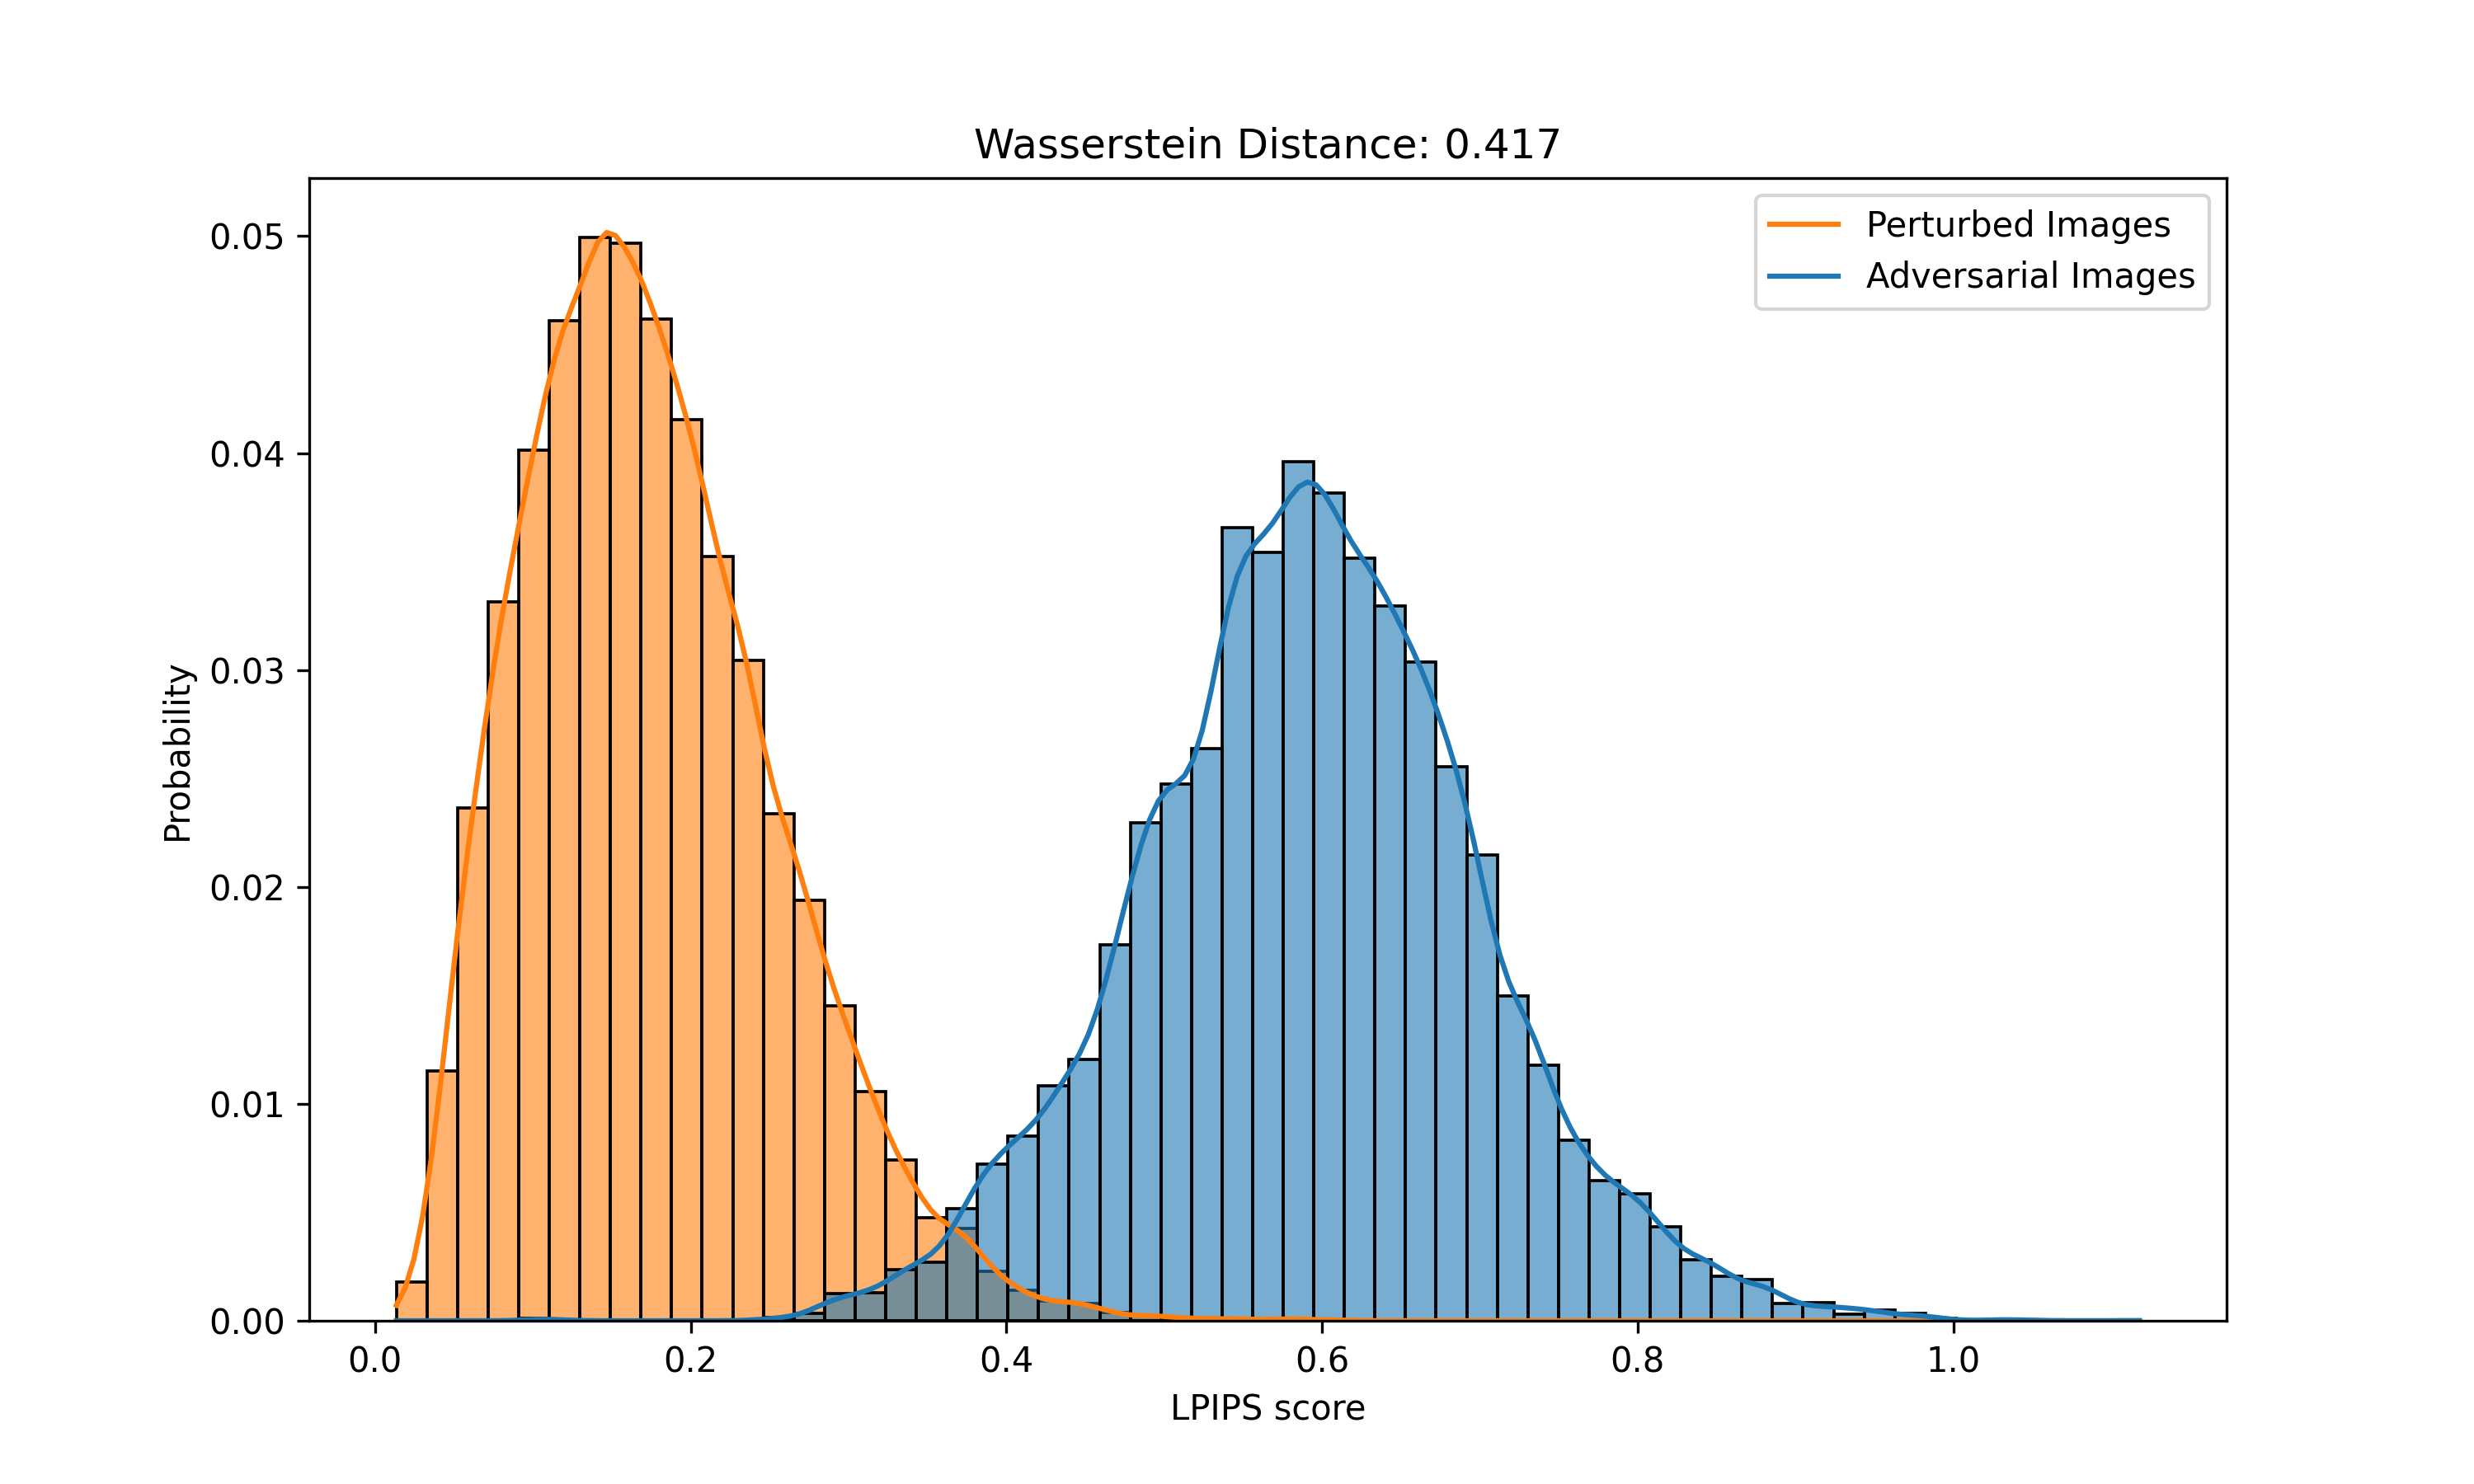 Wasserstein Distance: 0.417
Perturbed Images
Adversarial Images
0.05
0.04
0.03
0.02
0.01
0.00
Probability
0.0 0.2 0.4 0.6 0.8 1.0
LPIPS score